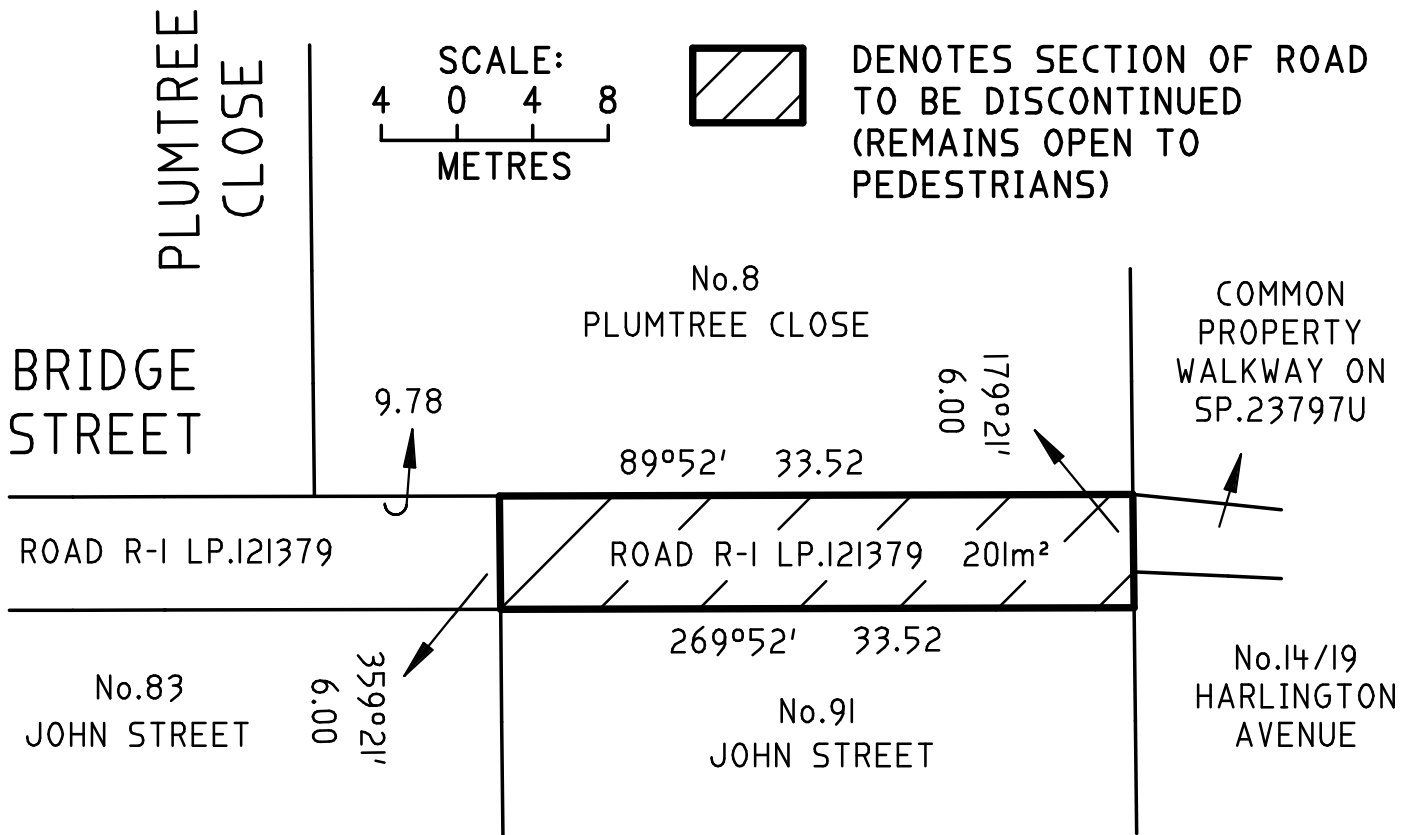 PLUMTREE
CLOSE
SCALE:
4 0 4 8
METRES
DENOTES SECTION OF ROAD
TO BE DISCONTINUED
(REMAINS OPEN TO
PEDESTRIANS)
No.8
PLUMTREE CLOSE
COMMON
PROPERTY
WALKWAY ON
SP.23797U
BRIDGE
STREET
9.78
179°21'
6.00
89°52' 33.52
ROAD R-1 LP.121379
ROAD R-1 LP.121379 201m²
269°52' 33.52
359°21'
6.00
No.83
JOHN STREET
No.91
JOHN STREET
No.14/19
HARLINGTON
AVENUE